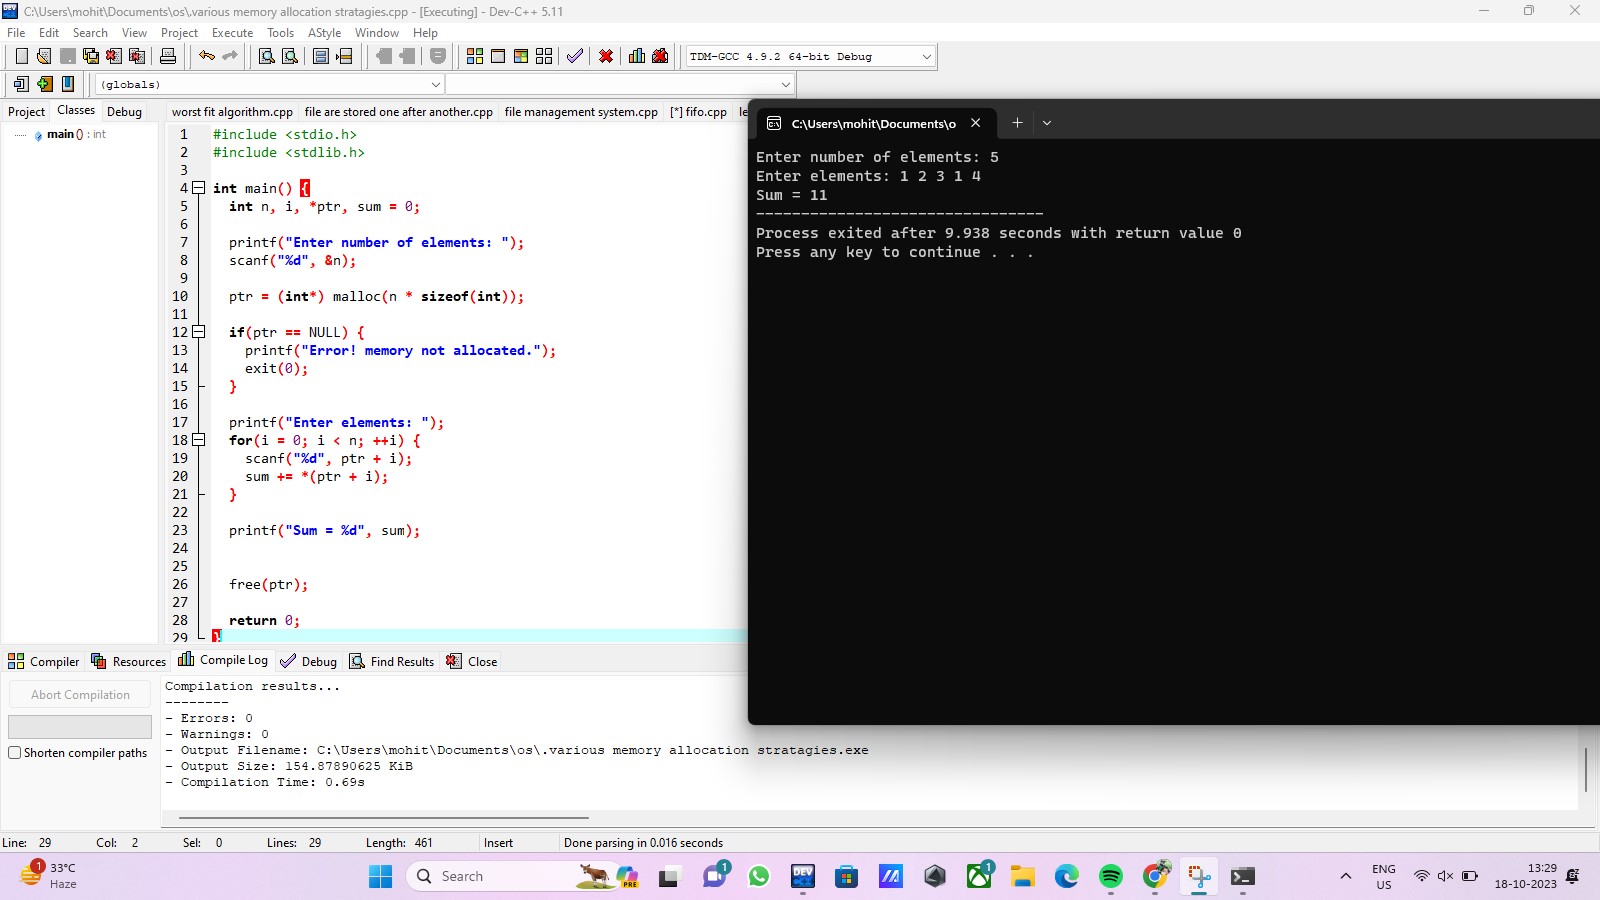 C:\Users\mohit\Documents\os\.various memory allocation stratagies.cpp - [Executing] - Dev-C++ 5.11
File Edit Search View Project Execute Tools AStyle Window Help
TDM-GCC 4.9.2 64-bit Debug
(globals)
Project Classes Debug
worst fit algorithm.cpp file are stored one after another.cpp file management system.cpp [*] fifo.cpp le
main () : int
1 #include <stdio.h>
2 #include <stdlib.h>
3
4 int main() {
5 int n, i, *ptr, sum = 0;
6
7 printf("Enter number of elements: ");
8 scanf("%d", &n);
9
10 ptr = (int*) malloc(n * sizeof(int));
11
12 if(ptr == NULL) {
13 printf("Error! memory not allocated.");
14 exit(0);
15 }
16
17 printf("Enter elements: ");
18 for(i = 0; i < n; ++i) {
19 scanf("%d", ptr + i);
20 sum += *(ptr + i);
21 }
22
23 printf("Sum = %d", sum);
24
25
26 free(ptr);
27
28 return 0;
29 }
C:\Users\mohit\Documents\o
Enter number of elements: 5
Enter elements: 1 2 3 1 4
Sum = 11
--------------------------------
Process exited after 9.938 seconds with return value 0
Press any key to continue . . .
Compiler Resources Compile Log Debug Find Results Close
Abort Compilation
Shorten compiler paths
Compilation results...
--------
- Errors: 0
- Warnings: 0
- Output Filename: C:\Users\mohit\Documents\os\.various memory allocation stratagies.exe
- Output Size: 154.87890625 KiB
- Compilation Time: 0.69s
Line: 29 Col: 2 Sel: 0 Lines: 29 Length: 461 Insert Done parsing in 0.016 seconds
1
33°C
Haze
Search
PRE
1
DEV
1
ENG
US
13:29
18-10-2023